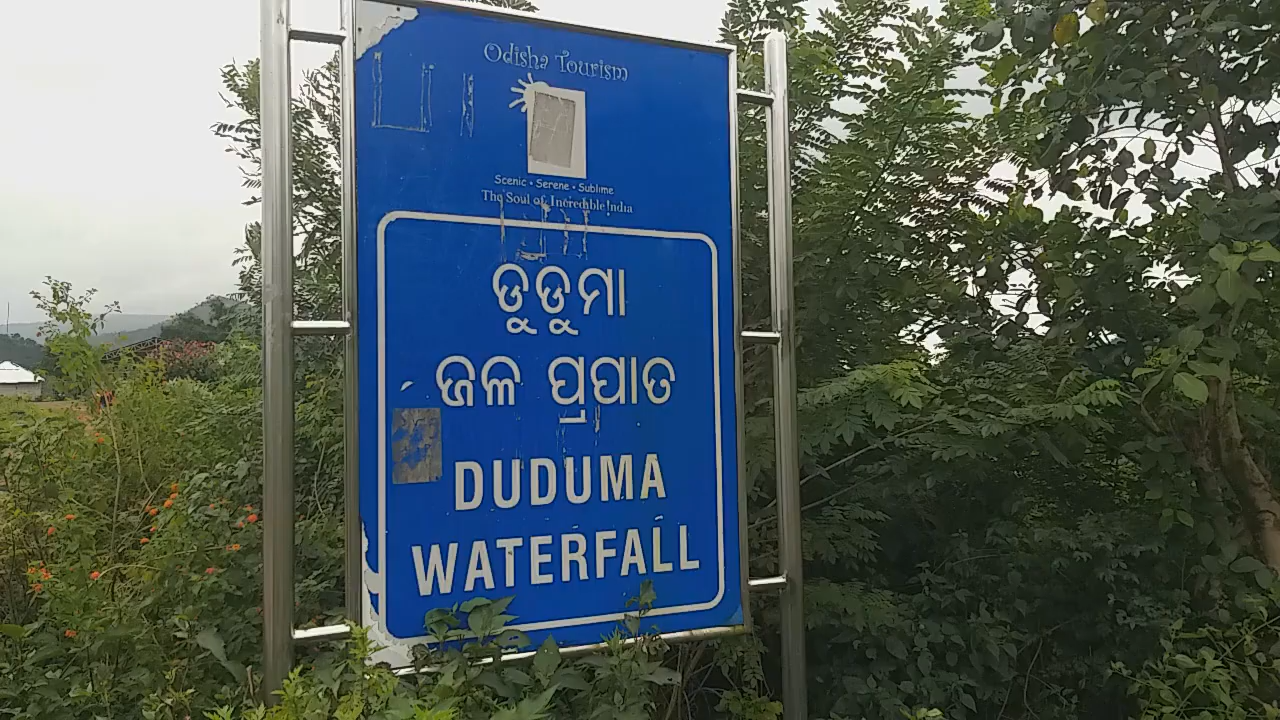 Odisha Tourism
Scenic • Serene • Sublime
The Soul of Incredible India
ଡୁଡୁମା
ଜଳ ପ୍ରପାତ
DUDUMA
WATERFALL